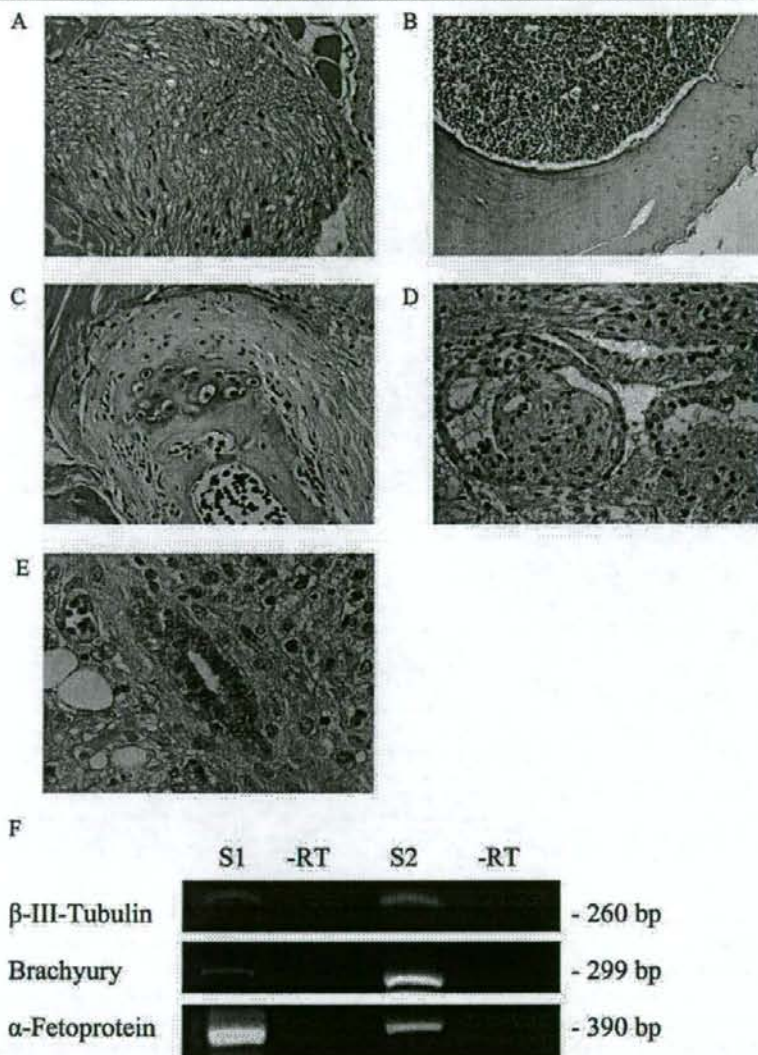 A
B
C
D
E
F
S1 -RT S2 -RT
β-III-Tubulin - 260 bp
Brachyury - 299 bp
α-Fetoprotein - 390 bp